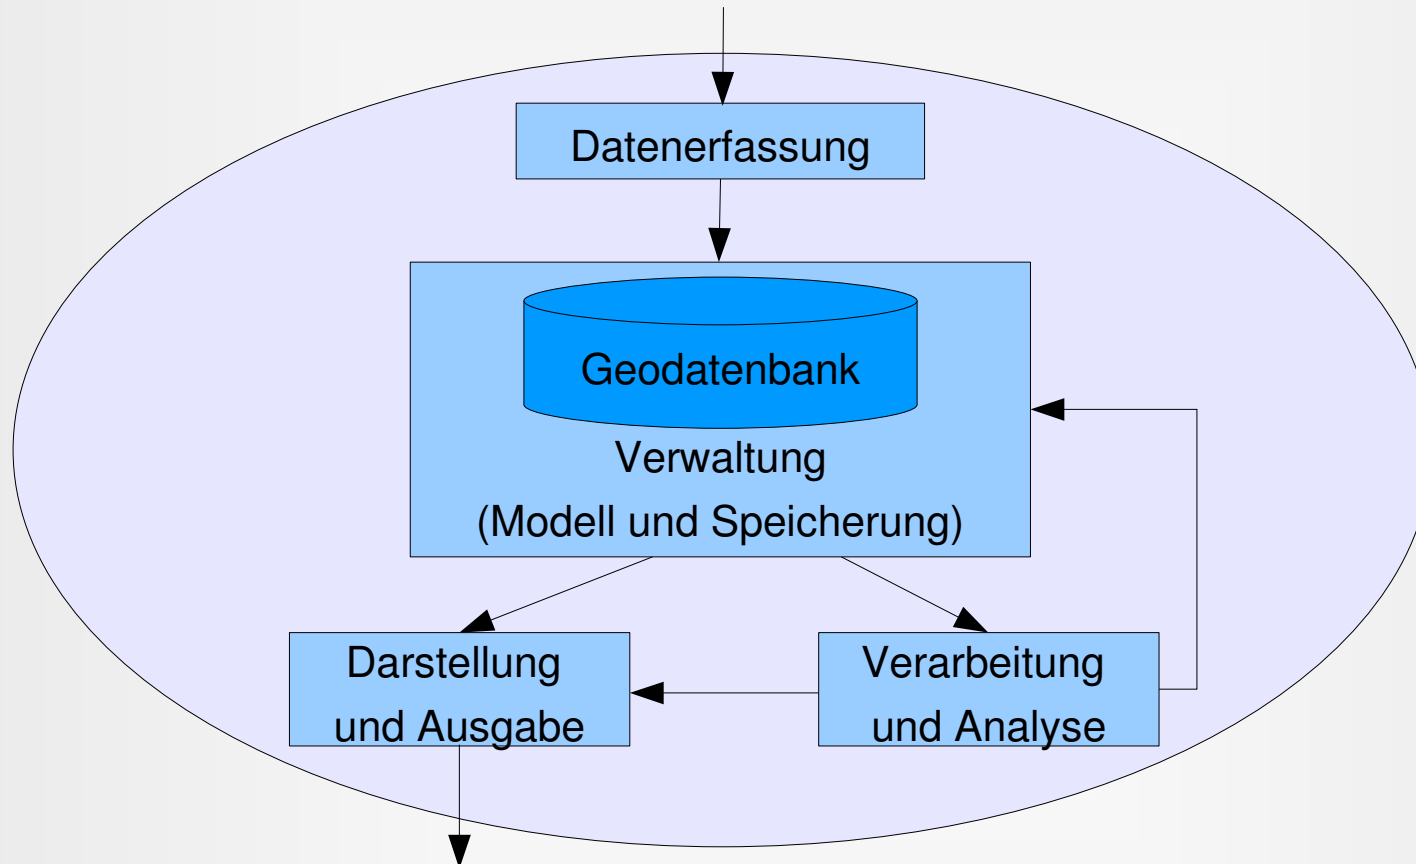 Datenerfassung
Geodatenbank
Verwaltung
(Modell und Speicherung)
Darstellung
und Ausgabe
Verarbeitung
und Analyse